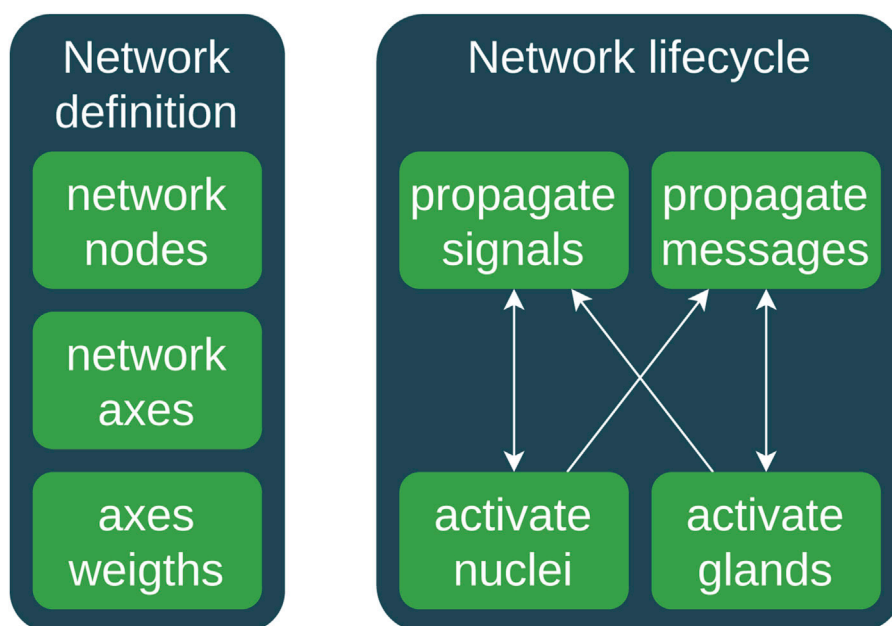 Network
definition
network
nodes
network
axes
axes
weigths
Network lifecycle
propagate
signals
propagate
messages
activate
nuclei
activate
glands